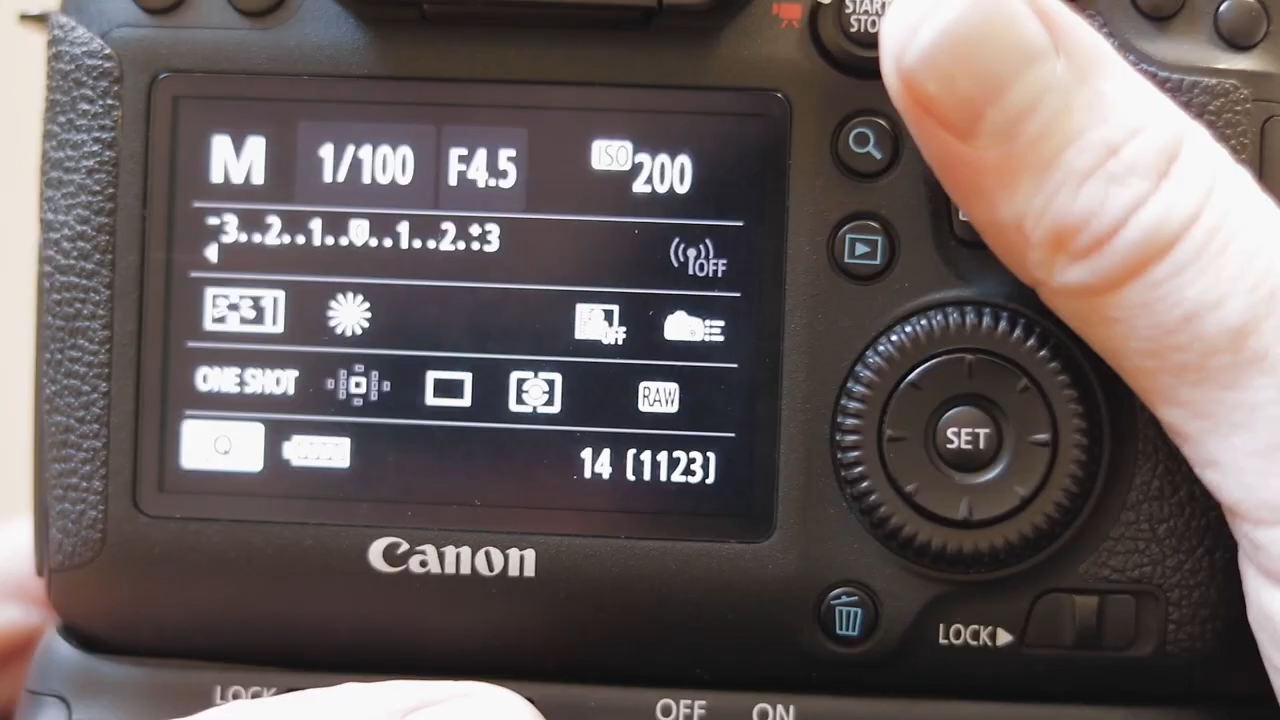 START
STO
M 1/100 F4.5 ISO 200
-3..2..1..0..1..2.:+3
OFF
OFF
ONE SHOT RAW
Q
14 [1123]
SET
Canon
LOCK
LOCK
OFF ON